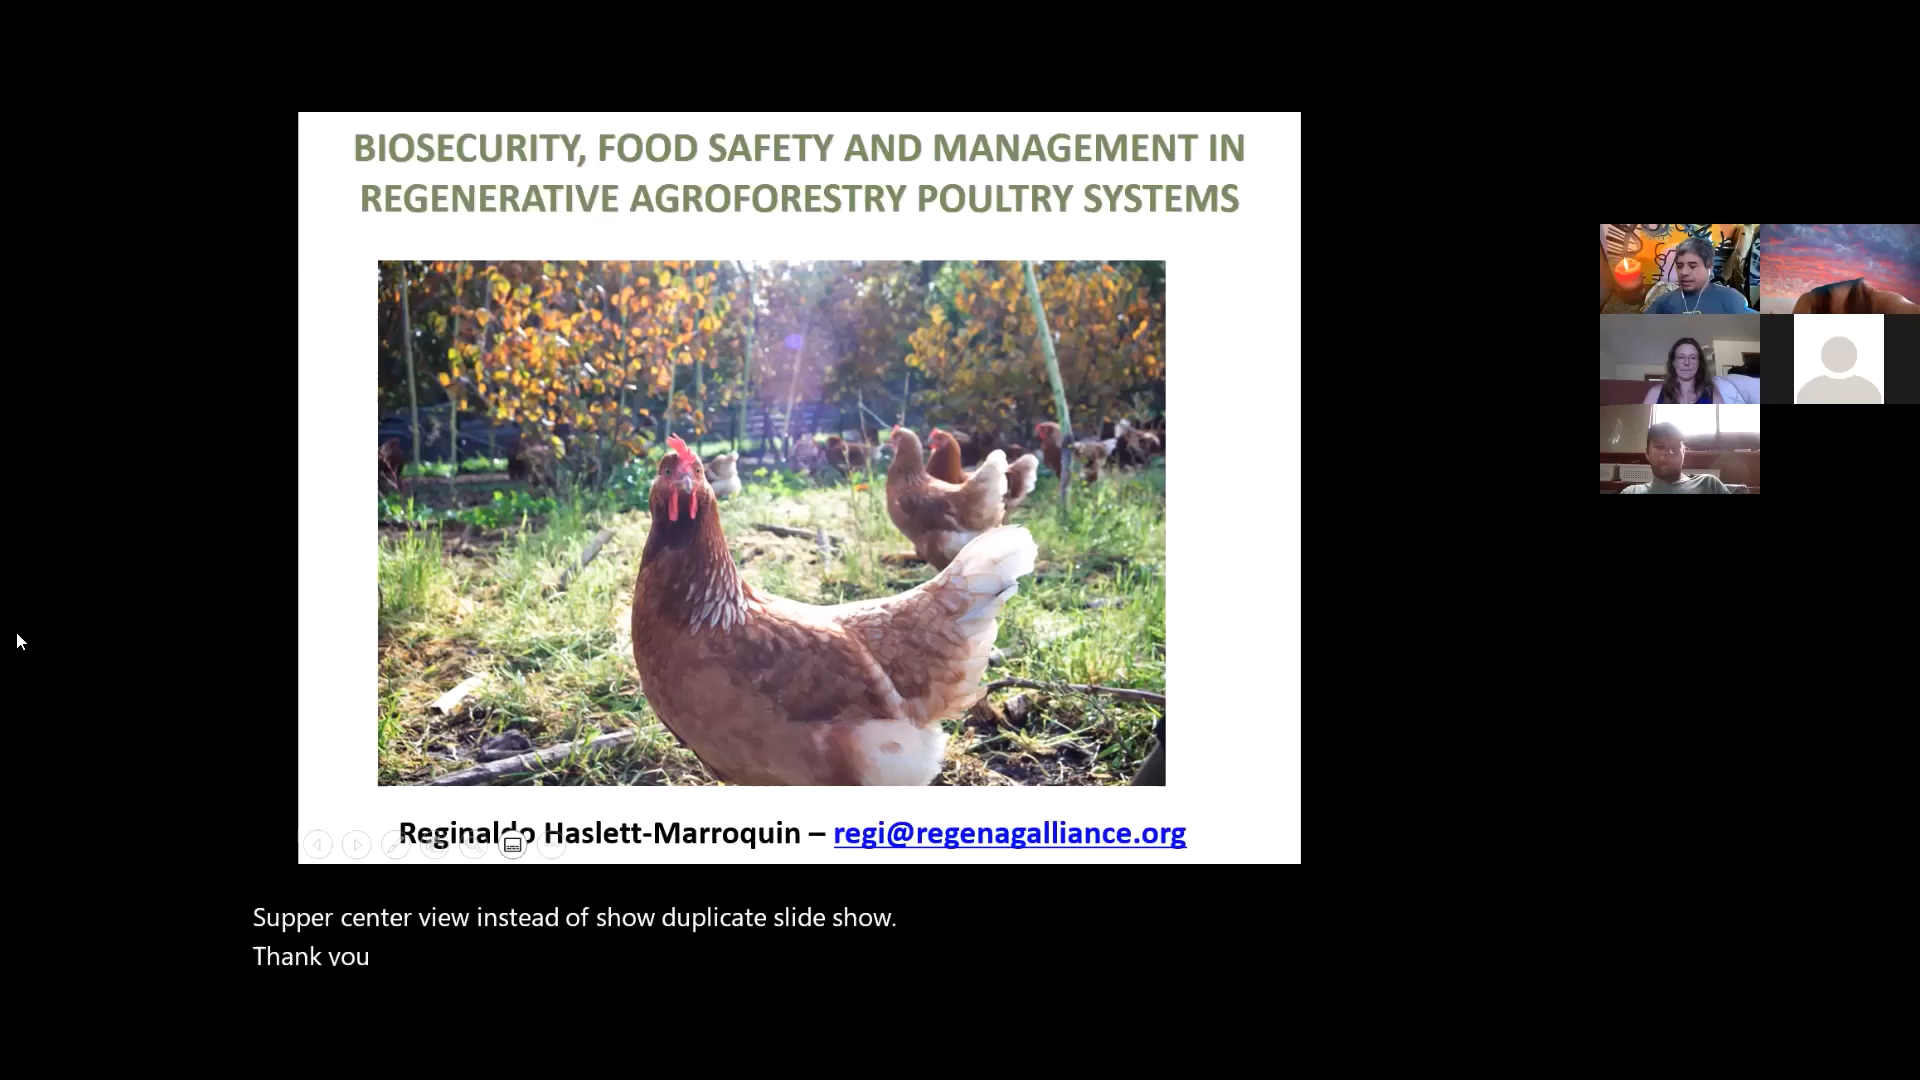 BIOSECURITY, FOOD SAFETY AND MANAGEMENT IN
REGENERATIVE AGROFORESTRY POULTRY SYSTEMS
Reginaldo Haslett-Marroquin – regi@regenagalliance.org
Supper center view instead of show duplicate slide show.
Thank you